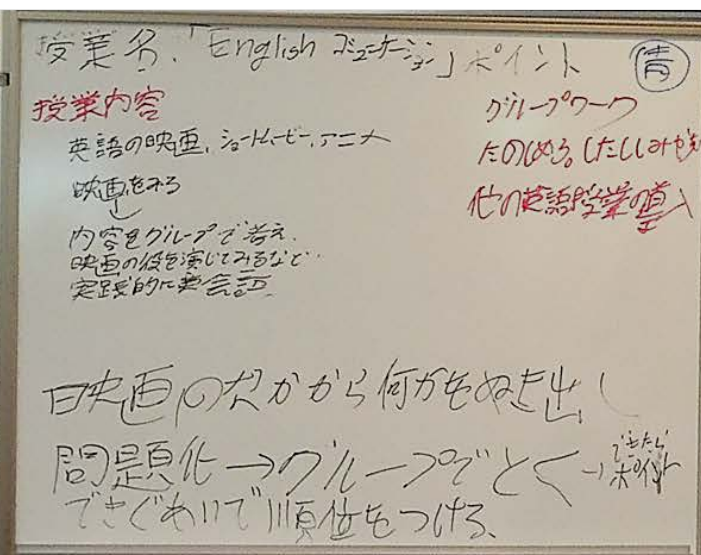 授業名.「English コミュニケーション」ポイント
青
授業内容
グループワーク
英語の映画, ショートムービー, アニメ
たのしめる。したしみやす
映画をみる
他の英語授業の導入
内容をグループで考え.
映画の役を演じてみるなど..
実践的に英会話
映画のなかから何かをぬき出し
問題化→グループでとく→できたらポイント
できぐあいで順位をつける、